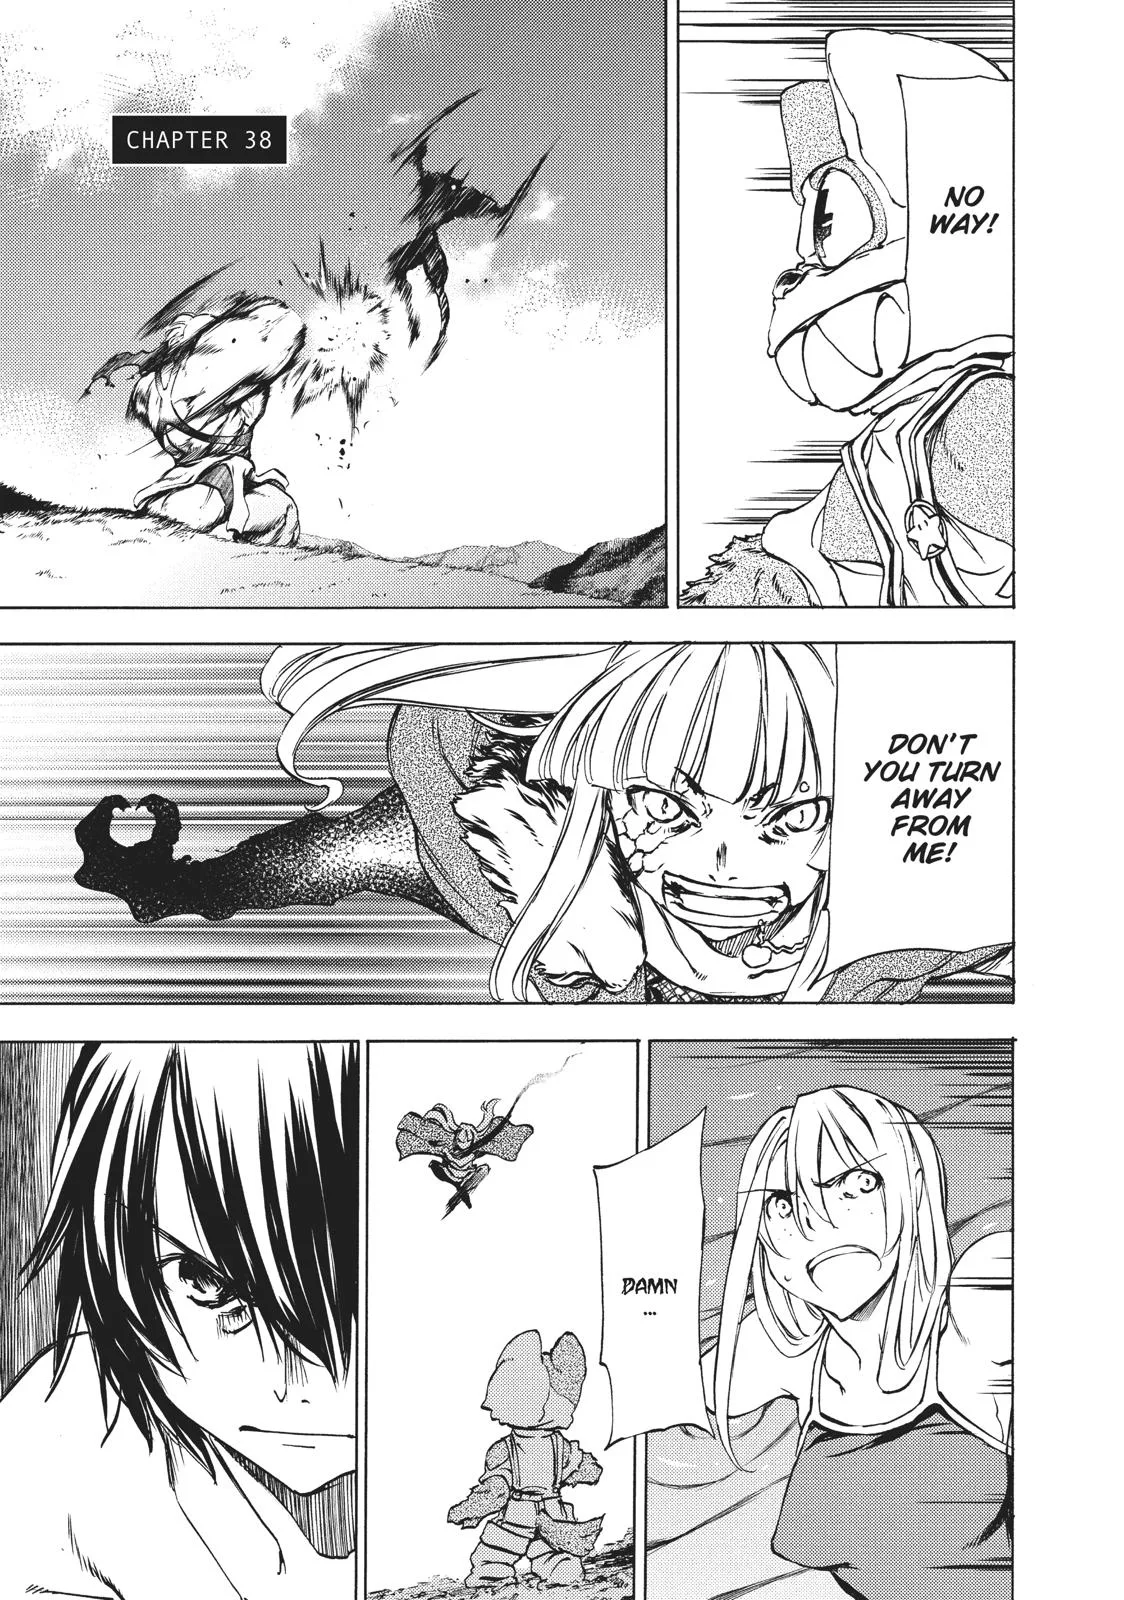 NO
WAY!
CHAPTER 38
DON'T
YOU TURN
AWAY
FROM
ME!
DAMN
...